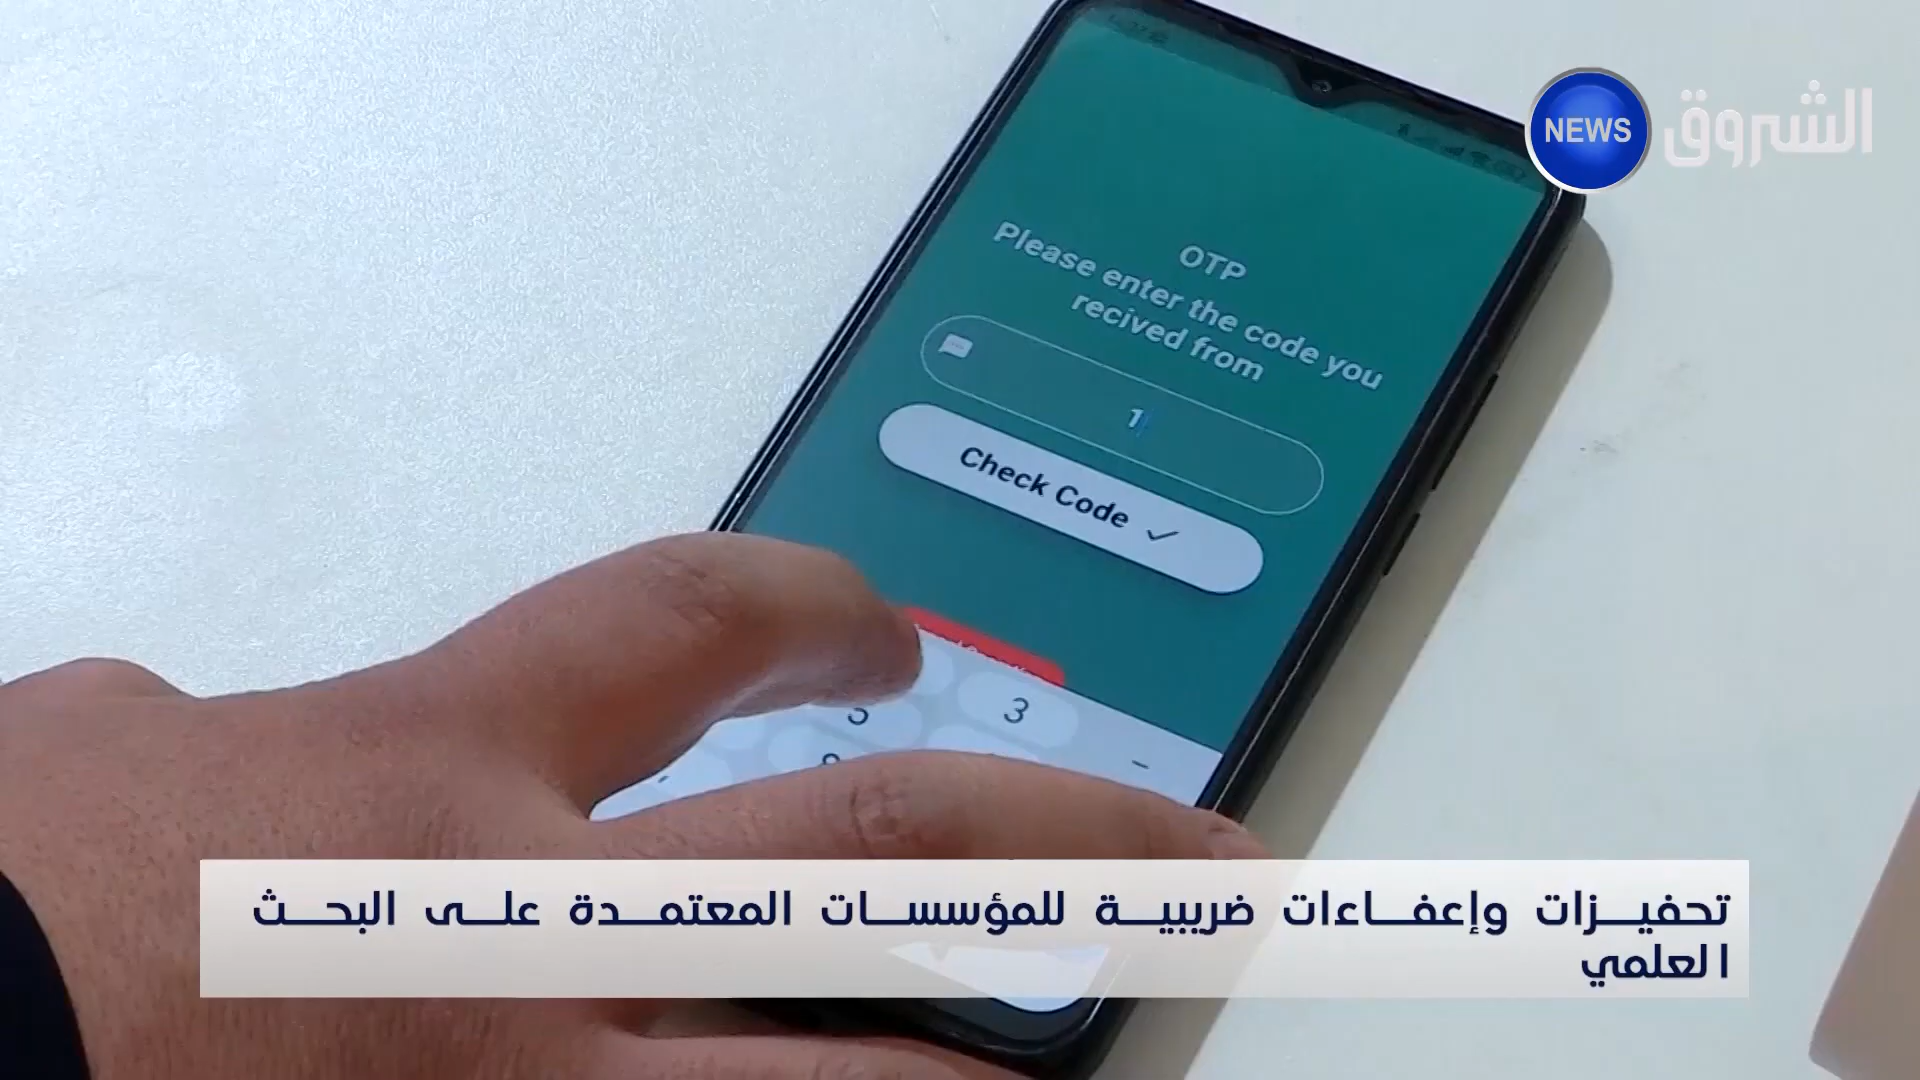 NEWS الشروق
OTP
Please enter the code you
recived from
1
Check Code
3
تحفيزات وإعفاءات ضريبية للمؤسسات المعتمدة على البحث
العلمي